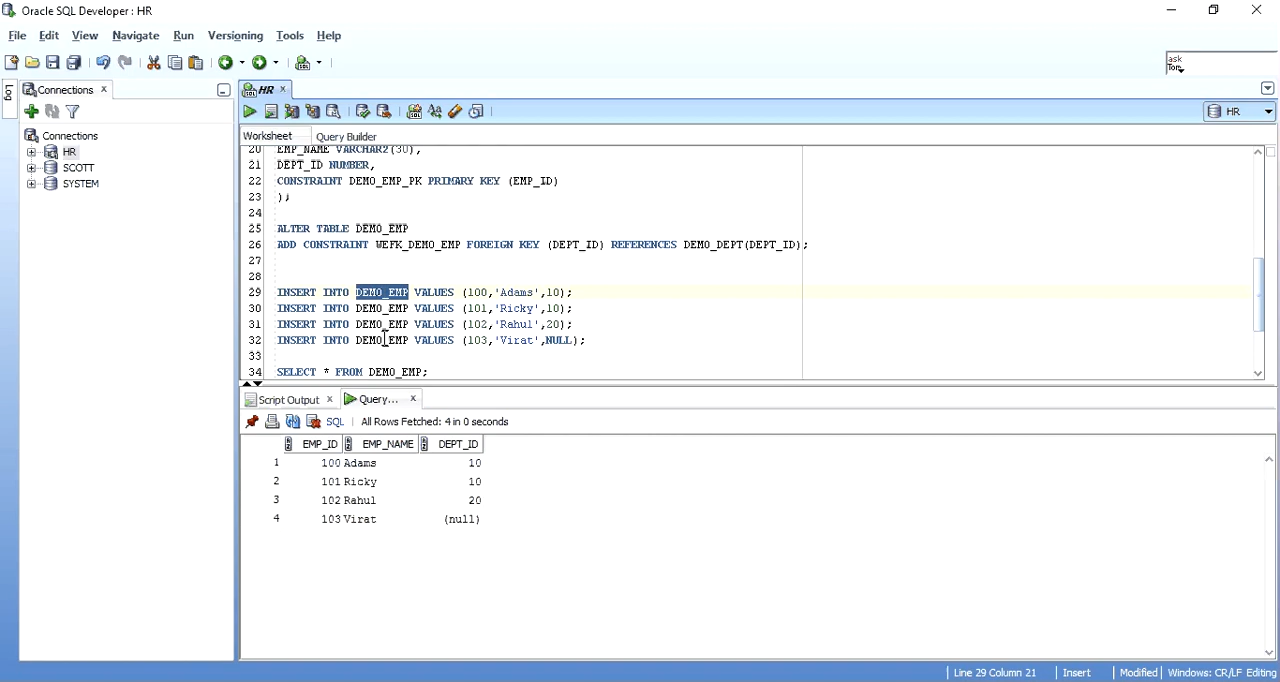 Oracle SQL Developer : HR
File Edit View Navigate Run Versioning Tools Help
ask
Tom
Log
Connections
HR
HR
Connections
HR
SCOTT
SYSTEM
Worksheet Query Builder
20 EMP_NAME VARCHAR2(30),
21 DEPT_ID NUMBER,
22 CONSTRAINT DEMO_EMP_PK PRIMARY KEY (EMP_ID)
23 );
24
25 ALTER TABLE DEMO_EMP
26 ADD CONSTRAINT WEFK_DEMO_EMP FOREIGN KEY (DEPT_ID) REFERENCES DEMO_DEPT(DEPT_ID);
27
28
29 INSERT INTO DEMO_EMP VALUES (100,'Adams',10);
30 INSERT INTO DEMO_EMP VALUES (101,'Ricky',10);
31 INSERT INTO DEMO_EMP VALUES (102,'Rahul',20);
32 INSERT INTO DEMO_EMP VALUES (103,'Virat',NULL);
33
34 SELECT * FROM DEMO_EMP;
Script Output Query...
SQL All Rows Fetched: 4 in 0 seconds
EMP_ID EMP_NAME DEPT_ID
1 100 Adams 10
2 101 Ricky 10
3 102 Rahul 20
4 103 Virat (null)
Line 29 Column 21 Insert Modified Windows: CR/LF Editing